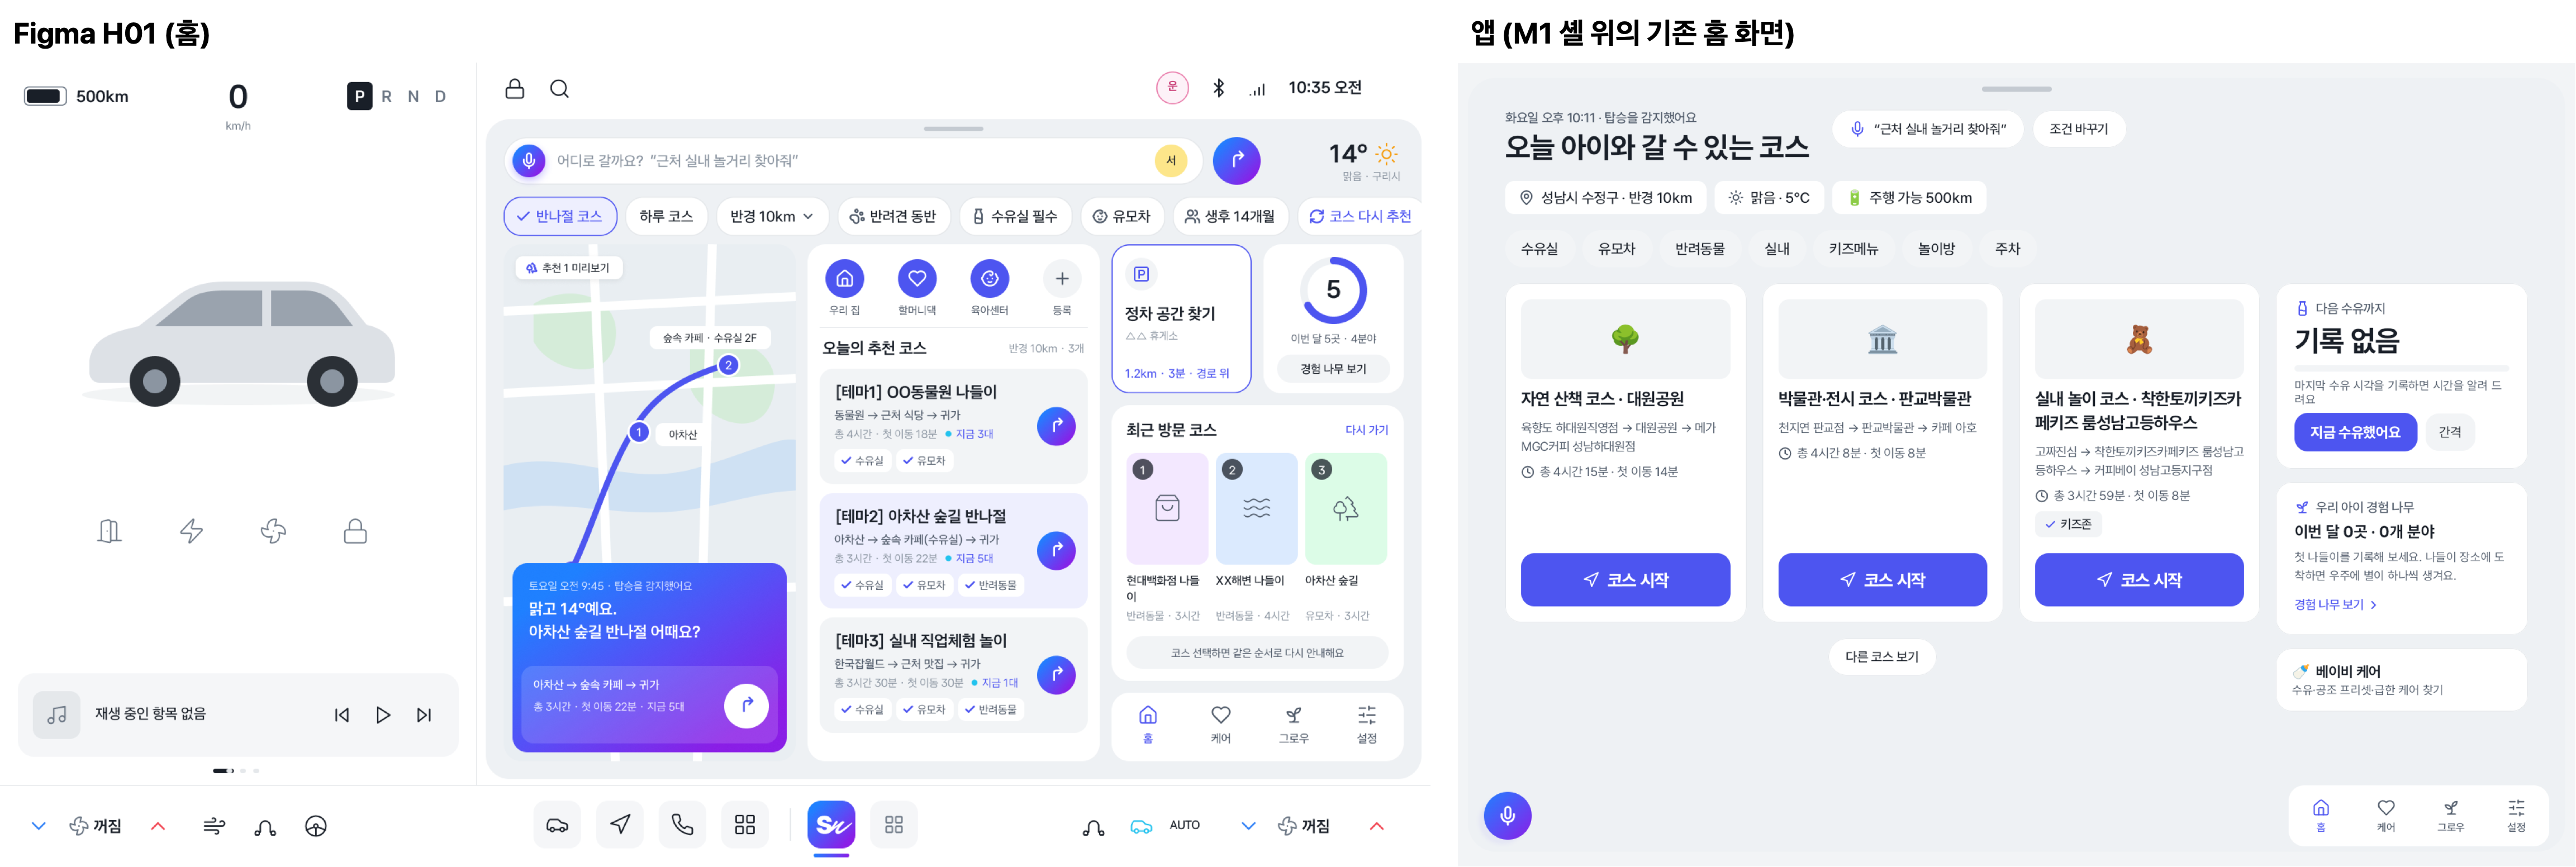 Figma H01 (홈)
500km
0
km/h
P R N D
재생 중인 항목 없음
꺼짐
운
10:35 오전
어디로 갈까요? “근처 실내 놀거리 찾아줘”
서
14°
맑음 · 구리시
반나절 코스
하루 코스
반경 10km
반려견 동반
수유실 필수
유모차
생후 14개월
코스 다시 추천
추천 1 미리보기
숲속 카페 · 수유실 2F
2
1
아차산
토요일 오전 9:45 · 탑승을 감지했어요
맑고 14°예요.
아차산 숲길 반나절 어때요?
아차산 → 숲속 카페 → 귀가
총 3시간 · 첫 이동 22분 · 지금 5대
우리 집
할머니댁
육아센터
등록
오늘의 추천 코스
반경 10km · 3개
[테마1] OO동물원 나들이
동물원 → 근처 식당 → 귀가
총 4시간 · 첫 이동 18분 지금 3대
수유실
유모차
[테마2] 아차산 숲길 반나절
아차산 → 숲속 카페(수유실) → 귀가
총 3시간 · 첫 이동 22분 지금 5대
수유실
유모차
반려동물
[테마3] 실내 직업체험 놀이
한국잡월드 → 근처 맛집 → 귀가
총 3시간 30분 · 첫 이동 30분 지금 1대
수유실
유모차
반려동물
P
정차 공간 찾기
△△ 휴게소
1.2km · 3분 · 경로 위
5
이번 달 5곳 · 4분야
경험 나무 보기
최근 방문 코스
다시 가기
1
2
3
현대백화점 나들
이
반려동물 · 3시간
XX해변 나들이
반려동물 · 4시간
아차산 숲길
유모차 · 3시간
코스 선택하면 같은 순서로 다시 안내해요
홈
케어
그로우
설정
AUTO
꺼짐
앱 (M1 셸 위의 기존 홈 화면)
화요일 오후 10:11 · 탑승을 감지했어요
오늘 아이와 갈 수 있는 코스
“근처 실내 놀거리 찾아줘”
조건 바꾸기
성남시 수정구 · 반경 10km
맑음 · 5°C
주행 가능 500km
수유실
유모차
반려동물
실내
키즈메뉴
놀이방
주차
자연 산책 코스 · 대원공원
육향도 하대원직영점 → 대원공원 → 메가
MGC커피 성남하대원점
총 4시간 15분 · 첫 이동 14분
코스 시작
박물관·전시 코스 · 판교박물관
천지연 판교점 → 판교박물관 → 카페 아호
총 4시간 8분 · 첫 이동 8분
코스 시작
실내 놀이 코스 · 착한토끼키즈카
페키즈 룸성남고등하우스
고짜진심 → 착한토끼키즈카페키즈 룸성남고
등하우스 → 커피베이 성남고등지구점
총 3시간 59분 · 첫 이동 8분
키즈존
코스 시작
다른 코스 보기
다음 수유까지
기록 없음
마지막 수유 시각을 기록하면 시간을 알려 드
려요
지금 수유했어요
간격
우리 아이 경험 나무
이번 달 0곳 · 0개 분야
첫 나들이를 기록해 보세요. 나들이 장소에 도
착하면 우주에 별이 하나씩 생겨요.
경험 나무 보기
베이비 케어
수유·공조 프리셋·급한 케어 찾기
홈
케어
그로우
설정